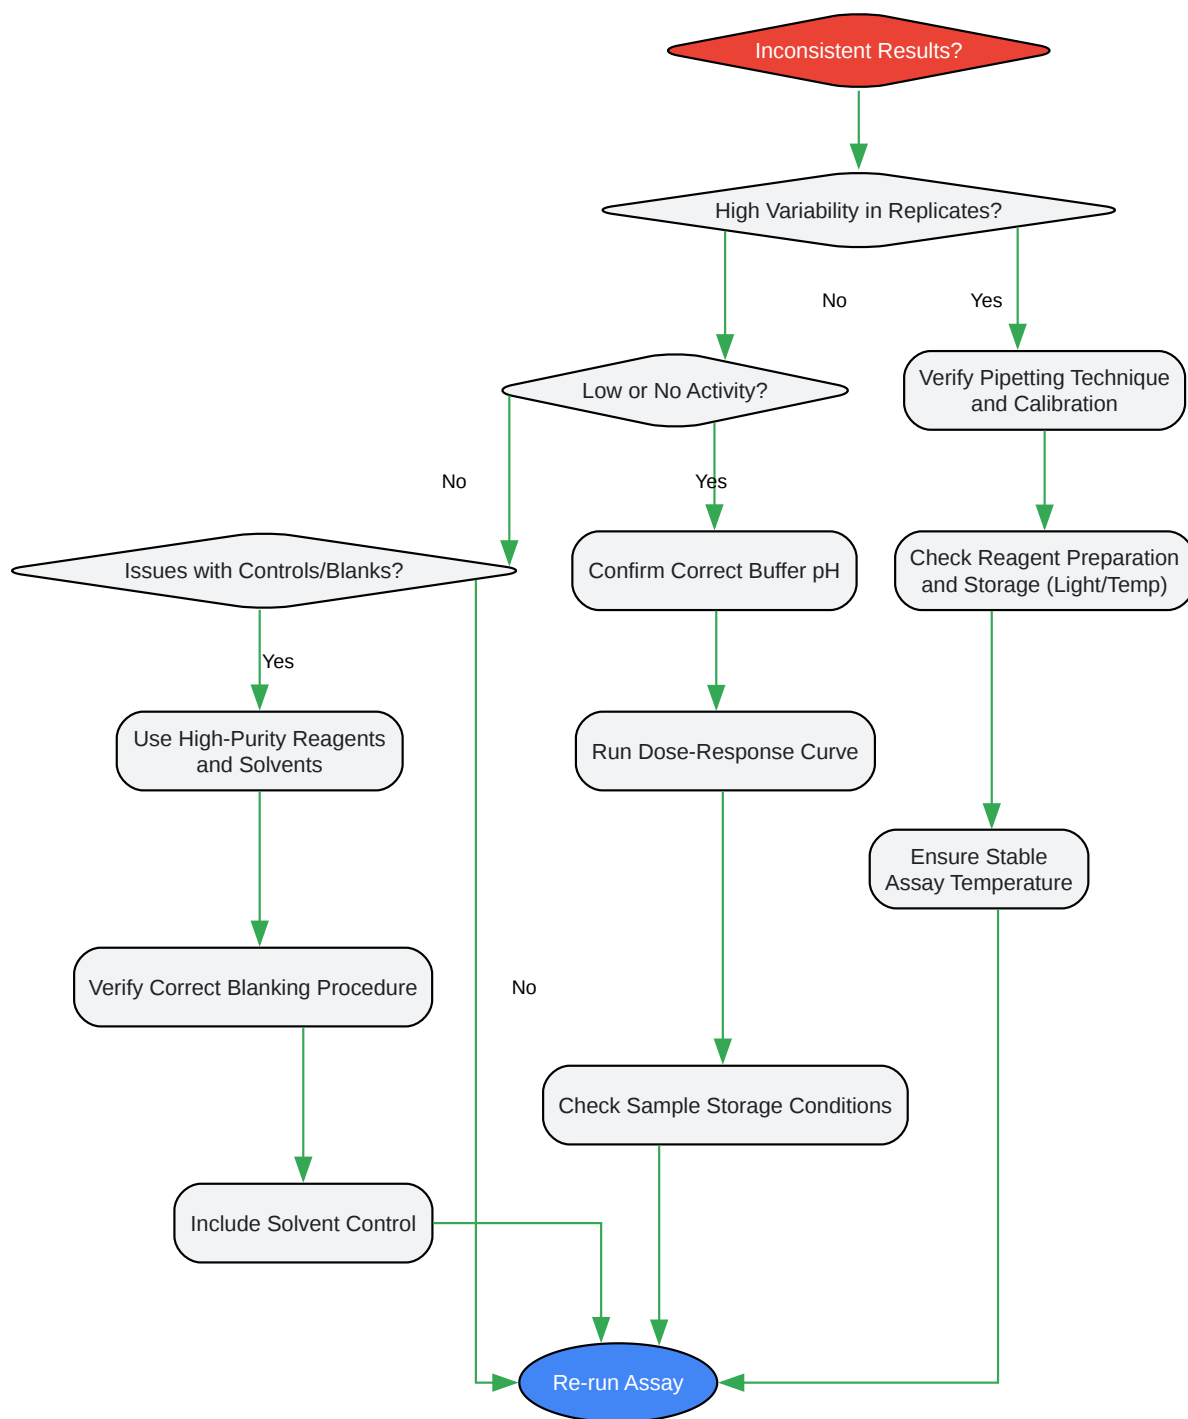 Inconsistent Results?
High Variability in Replicates?
No
Yes
Low or No Activity?
Verify Pipetting Technique
and Calibration
No
Yes
Issues with Controls/Blanks?
Confirm Correct Buffer pH
Check Reagent Preparation
and Storage (Light/Temp)
Yes
Use High-Purity Reagents
and Solvents
Run Dose-Response Curve
Ensure Stable
Assay Temperature
Verify Correct Blanking Procedure
No
Check Sample Storage Conditions
Include Solvent Control
Re-run Assay